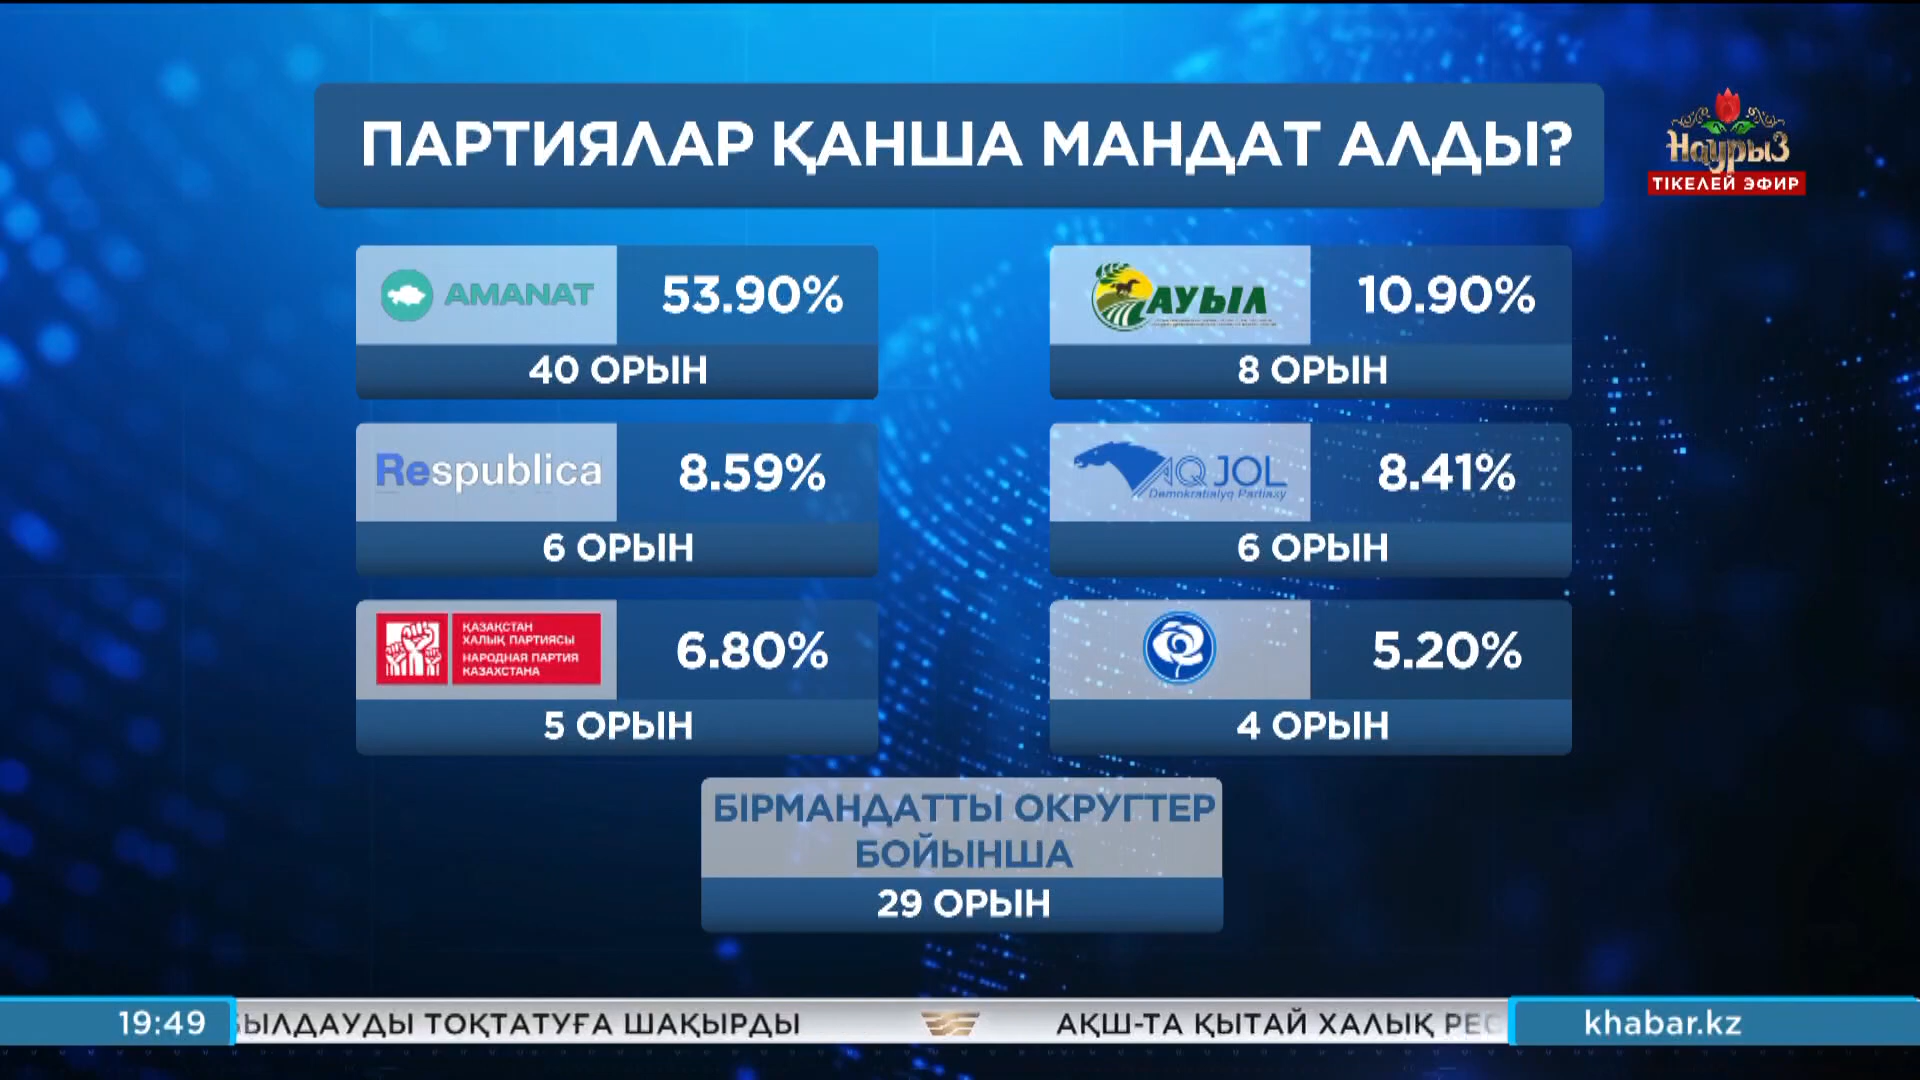 ПАРТИЯЛАР ҚАНША МАНДАТ АЛДЫ?
Наурыз
ТІКЕЛЕЙ ЭФИР
AMANAT
53.90%
40 ОРЫН
АУЫЛ
10.90%
8 ОРЫН
Respublica
8.59%
6 ОРЫН
AQ JOL
Demokratialyq Partiasy
8.41%
6 ОРЫН
ҚАЗАҚСТАН
ХАЛЫҚ ПАРТИЯСЫ
НАРОДНАЯ ПАРТИЯ
КАЗАХСТАНА
6.80%
5 ОРЫН
5.20%
4 ОРЫН
БІРМАНДАТТЫ ОКРУГТЕР
БОЙЫНША
29 ОРЫН
19:49
ЫЛДАУДЫ ТОҚТАТУҒА ШАҚЫРДЫ
АҚШ-ТА ҚЫТАЙ ХАЛЫҚ РЕС
khabar.kz